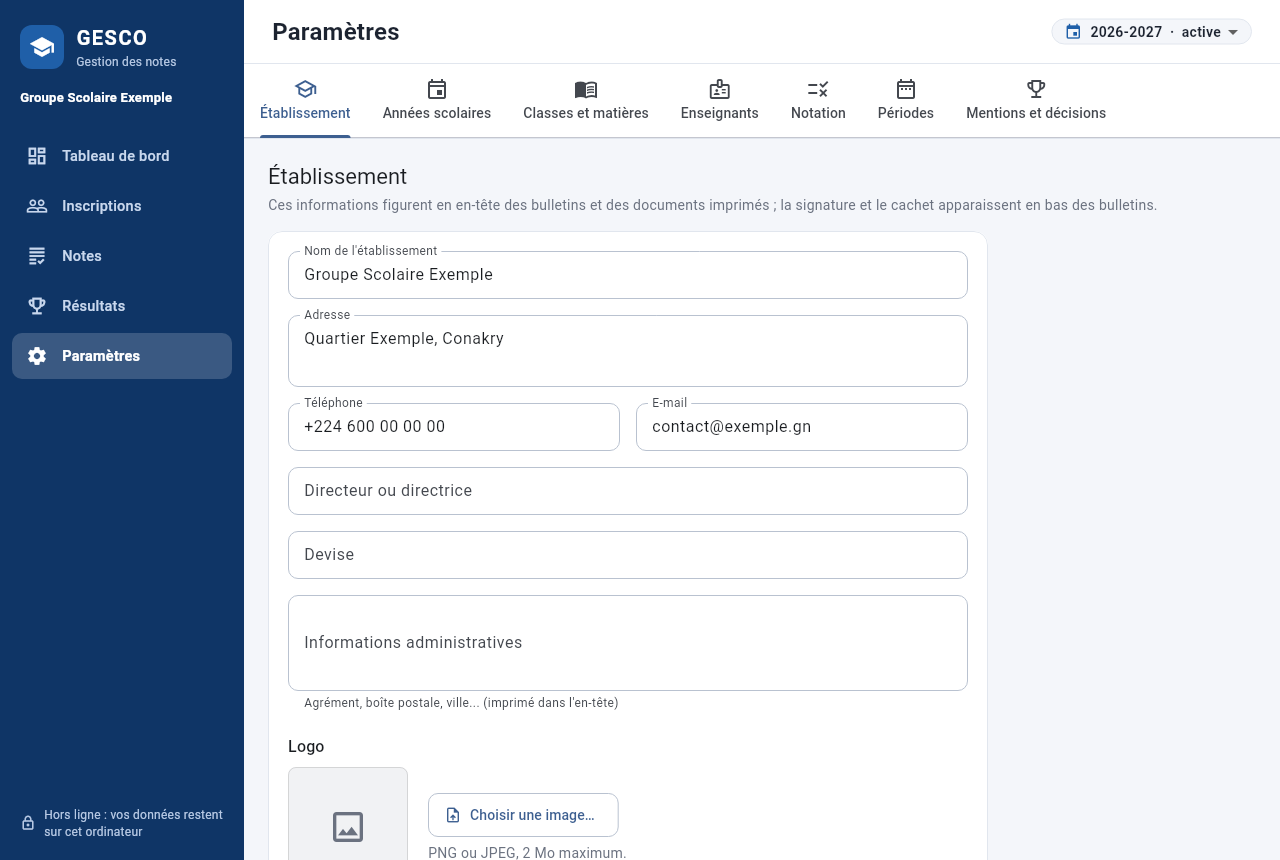 GESCO
Gestion des notes
Groupe Scolaire Exemple
Tableau de bord
Inscriptions
Notes
Résultats
Paramètres
Hors ligne : vos données restent
sur cet ordinateur
Paramètres
2026-2027 · active
Établissement
Années scolaires
Classes et matières
Enseignants
Notation
Périodes
Mentions et décisions
Établissement
Ces informations figurent en en-tête des bulletins et des documents imprimés ; la signature et le cachet apparaissent en bas des bulletins.
Nom de l'établissement
Groupe Scolaire Exemple
Adresse
Quartier Exemple, Conakry
Téléphone
+224 600 00 00 00
E-mail
contact@exemple.gn
Directeur ou directrice
Devise
Informations administratives
Agrément, boîte postale, ville... (imprimé dans l'en-tête)
Logo
Choisir une image…
PNG ou JPEG, 2 Mo maximum.